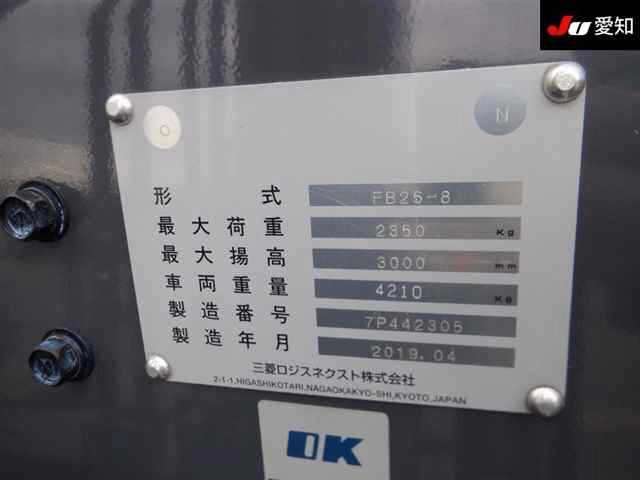 JU 愛知
O N
形式 FB25-8
最大荷重 2350 Kg
最大揚高 3000 mm
車両重量 4210 Kg
製造番号 7P442305
製造年月 2019.04
三菱ロジスネクスト株式会社
2-1-1,HIGASHIKOTARI,NAGAOKAKYO-SHI,KYOTO,JAPAN
OK